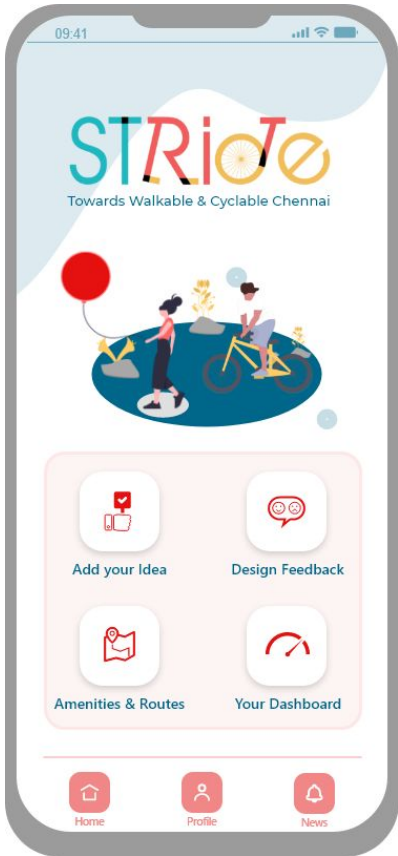 09:41
STRide
Towards Walkable & Cyclable Chennai
Add your Idea
Design Feedback
Amenities & Routes
Your Dashboard
Home
Profile
News